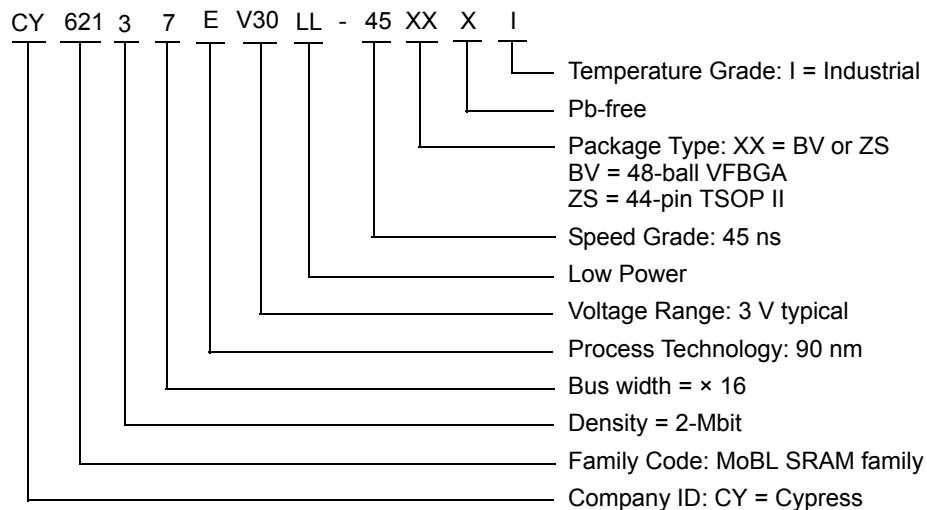 CY 621 3 7 E V30 LL - 45 XX X I
Temperature Grade: I = Industrial
Pb-free
Package Type: XX = BV or ZS
BV = 48-ball VFBGA
ZS = 44-pin TSOP II
Speed Grade: 45 ns
Low Power
Voltage Range: 3 V typical
Process Technology: 90 nm
Bus width = × 16
Density = 2-Mbit
Family Code: MoBL SRAM family
Company ID: CY = Cypress